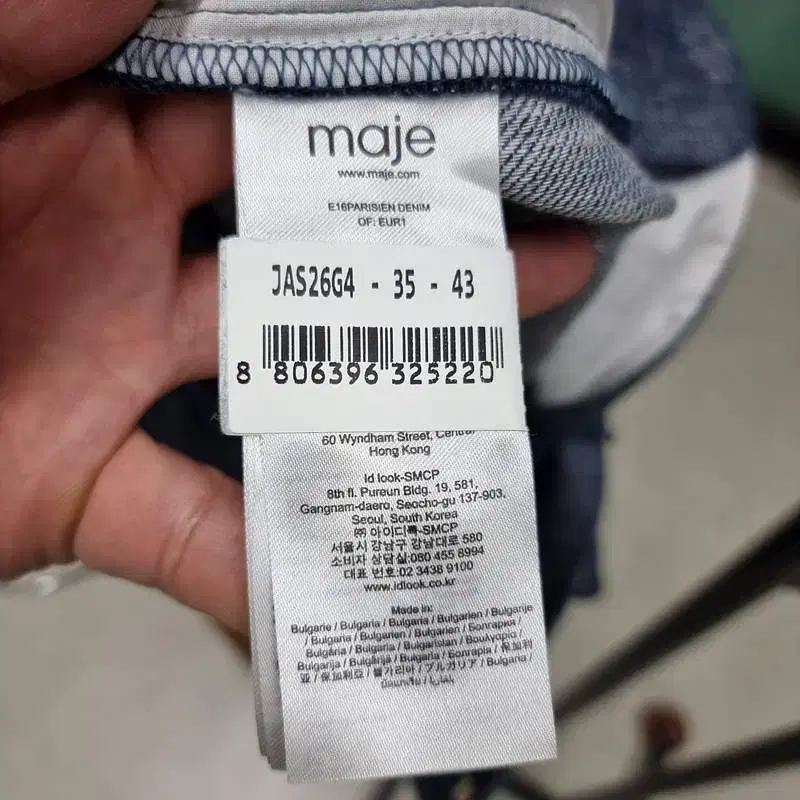 maje
www.maje.com
E16PARISIEN DENIM
OF: EUR1
JAS26G4 - 35 - 43
8 806396 325220
60 Wyndham Street, Central
Hong Kong
Id look-SMCP
8th fl. Pureun Bldg. 19, 581,
Gangnam-daero, Seocho-gu 137-903,
Seoul, South Korea
㈜ 아이디룩-SMCP
서울시 강남구 강남대로 580
소비자 상담실:080 455 8994
대표 번호:02 3438 9100
www.idlook.co.kr
Made in:
Bulgarie / Bulgaria / Bulgaria / Bulgarien / Bulgarije
/ Bulgaria / Bulgarien / Bulgarien / Болгария /
Bulgária / Bulgaria / Bulgaristan / Βουλγαρία /
Bulgarija / Bulgārija / Bulgaria / България / 保加利
亚 / 保加利亞 / 불가리아 / ブルガリア / Bulgaria /